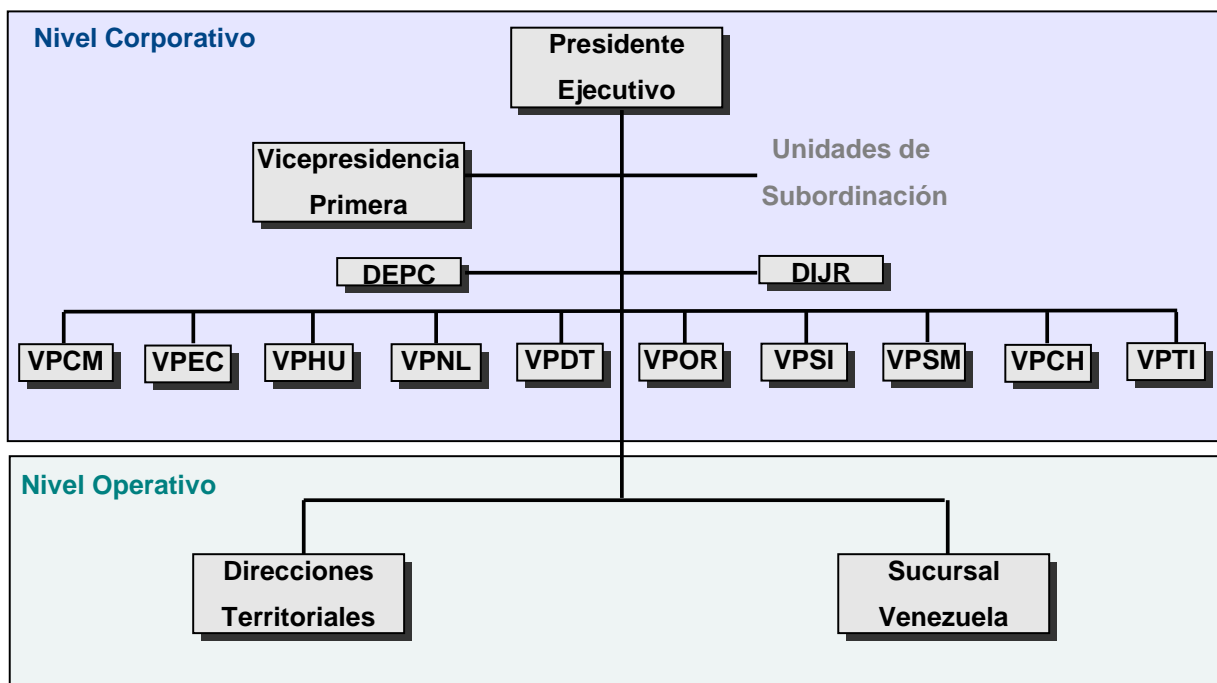 Nivel Corporativo
Presidente
Ejecutivo
Vicepresidencia
Primera
Unidades de
Subordinación
DEPC
DIJR
VPCM
VPEC
VPHU
VPNL
VPDT
VPOR
VPSI
VPSM
VPCH
VPTI
Nivel Operativo
Direcciones
Territoriales
Sucursal
Venezuela